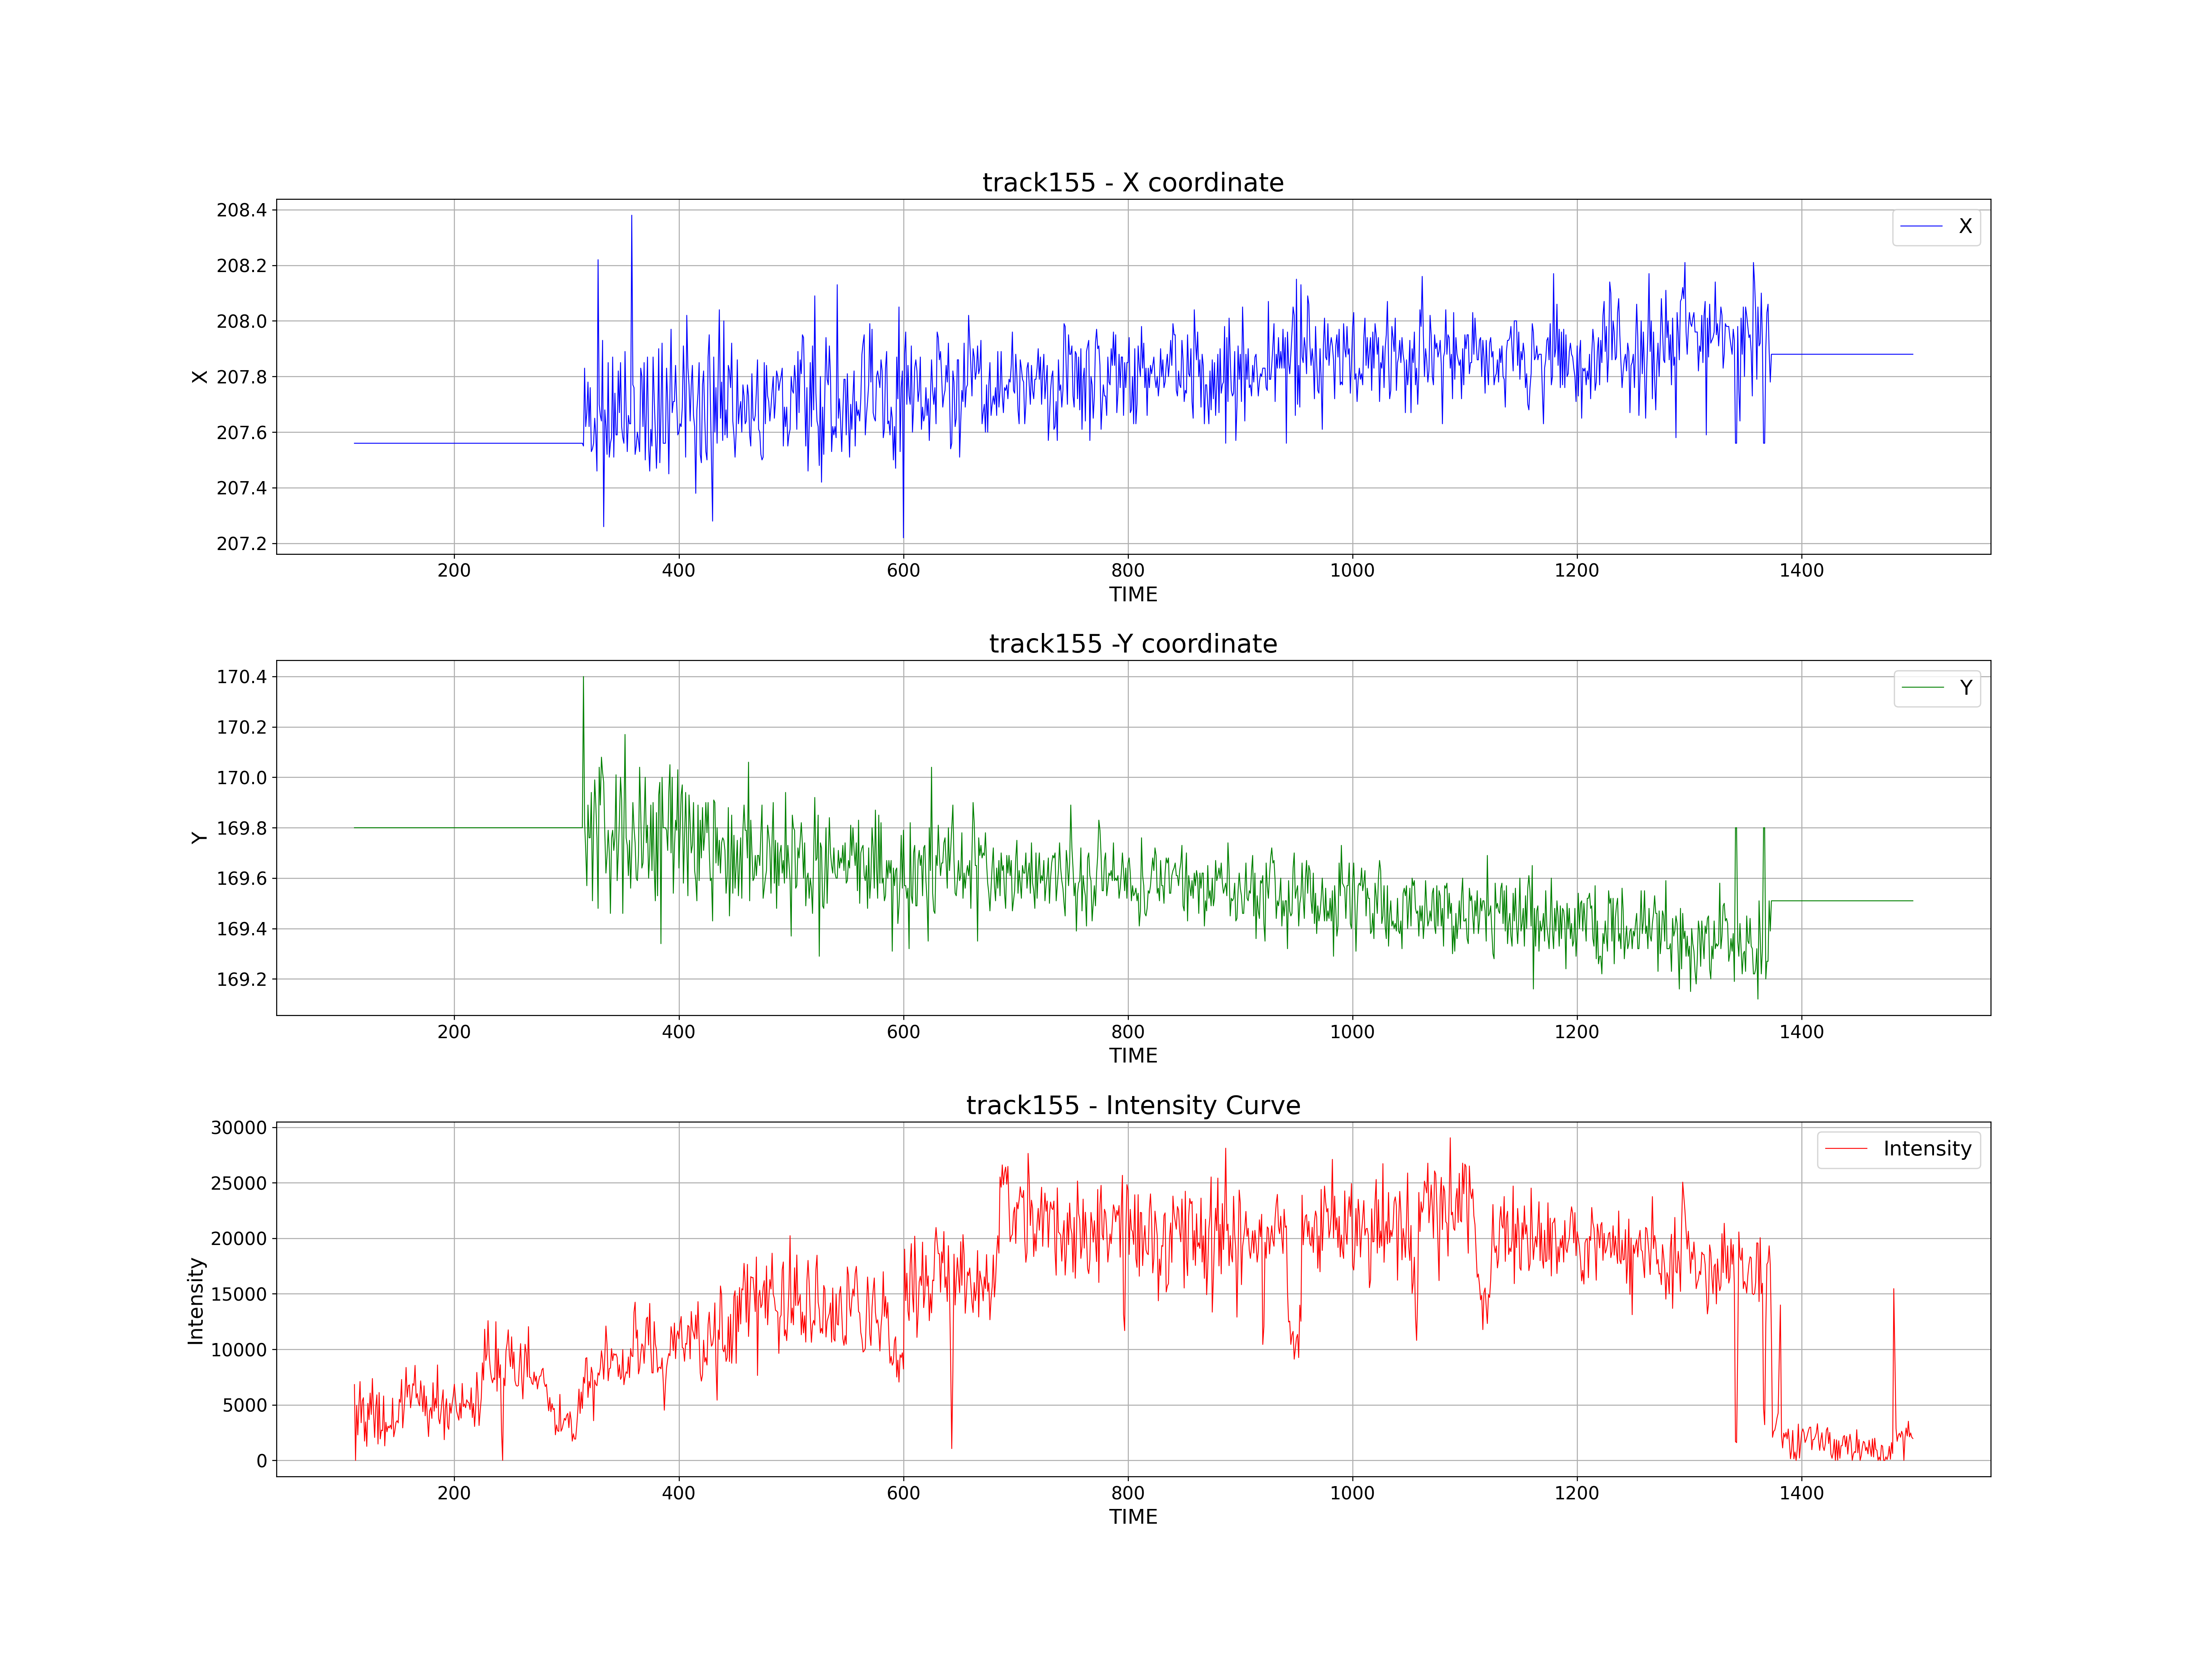 track155 - X coordinate
208.4
208.2
208.0
207.8
207.6
207.4
207.2
X
X
200 400 600 800 1000 1200 1400
TIME
track155 -Y coordinate
170.4
170.2
170.0
169.8
169.6
169.4
169.2
Y
Y
200 400 600 800 1000 1200 1400
TIME
track155 - Intensity Curve
30000
25000
20000
15000
10000
5000
0
Intensity
Intensity
200 400 600 800 1000 1200 1400
TIME